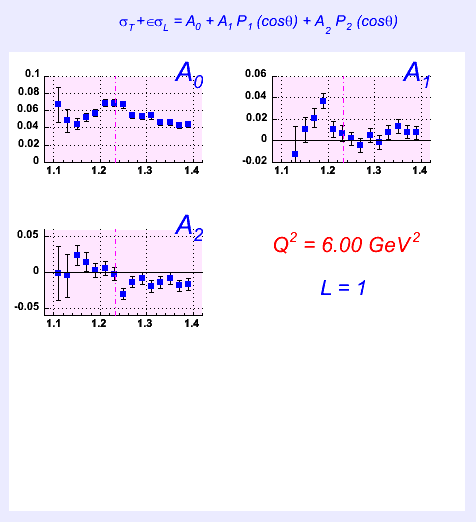 σT+єσL = A0 + A1 P1 (cosθ) + A2 P2 (cosθ)
A0
0.1
0.08
0.06
0.04
0.02
0
1.1 1.2 1.3 1.4
A1
0.06
0.04
0.02
0
-0.02
1.1 1.2 1.3 1.4
A2
0.05
0
-0.05
1.1 1.2 1.3 1.4
Q² = 6.00 GeV²
L = 1